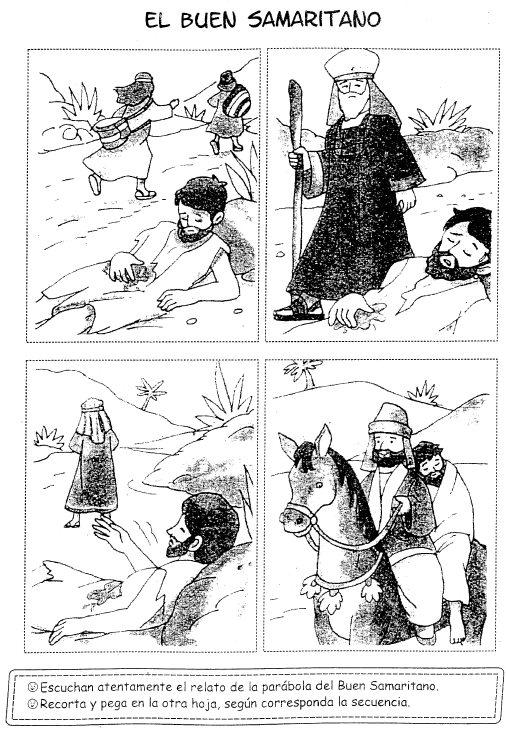 EL BUEN SAMARITANO
☺Escuchan atentamente el relato de la parábola del Buen Samaritano.
☺Recorta y pega en la otra hoja, según corresponda la secuencia.